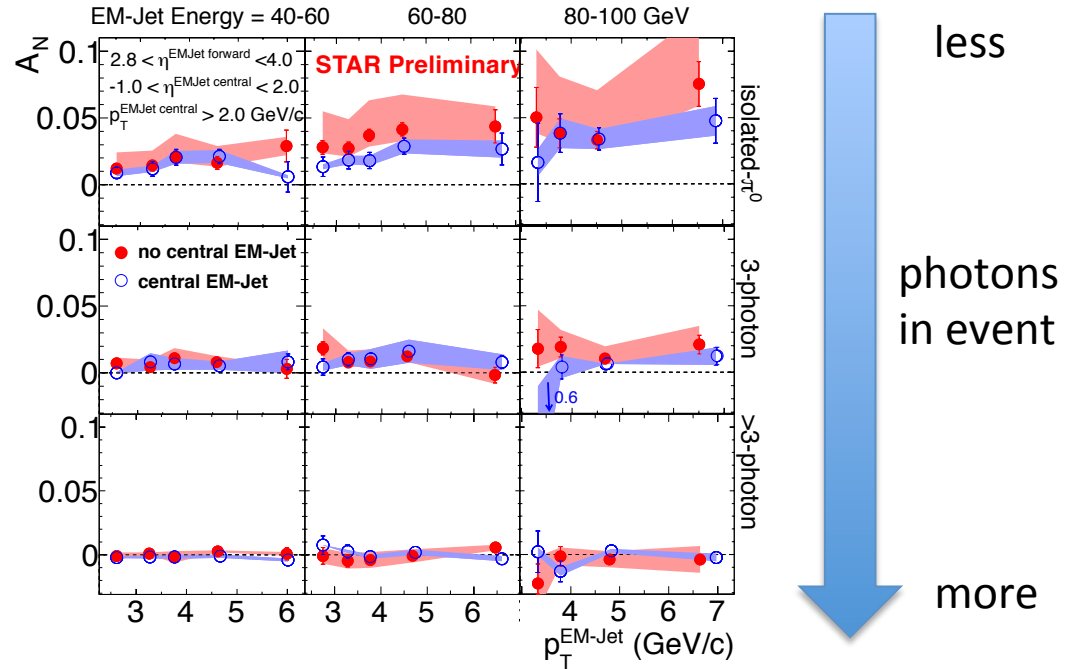 EM-Jet Energy = 40-60 60-80 80-100 GeV
A_N
0.1
0.05
0
2.8 < η^EMJet forward <4.0
-1.0 < η^EMJet central < 2.0
p_T^EMJet central > 2.0 GeV/c
STAR Preliminary
isolated-π^0
0.1
0.05
0
no central EM-Jet
central EM-Jet
0.6
3-photon
0.1
0.05
0
>3-photon
3 4 5 6 3 4 5 6 4 5 6 7
p_T^EM-Jet (GeV/c)
less
photons
in event
more